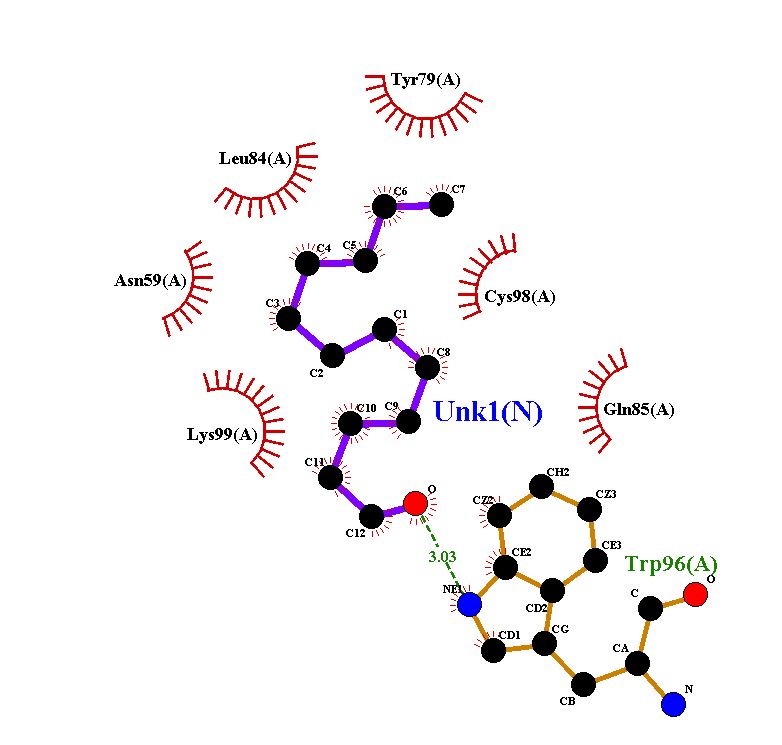 Tyr79(A)
Leu84(A)
C6
C7
C4
C5
Asn59(A)
Cys98(A)
C3
C1
C2
C8
Unk1(N)
C10
C9
Gln85(A)
Lys99(A)
C11
O
C12
CH2
CZ2
CZ3
3.03
CE2
CE3
Trp96(A)
NE1
CD2
C
O
CD1
CG
CA
CB
N